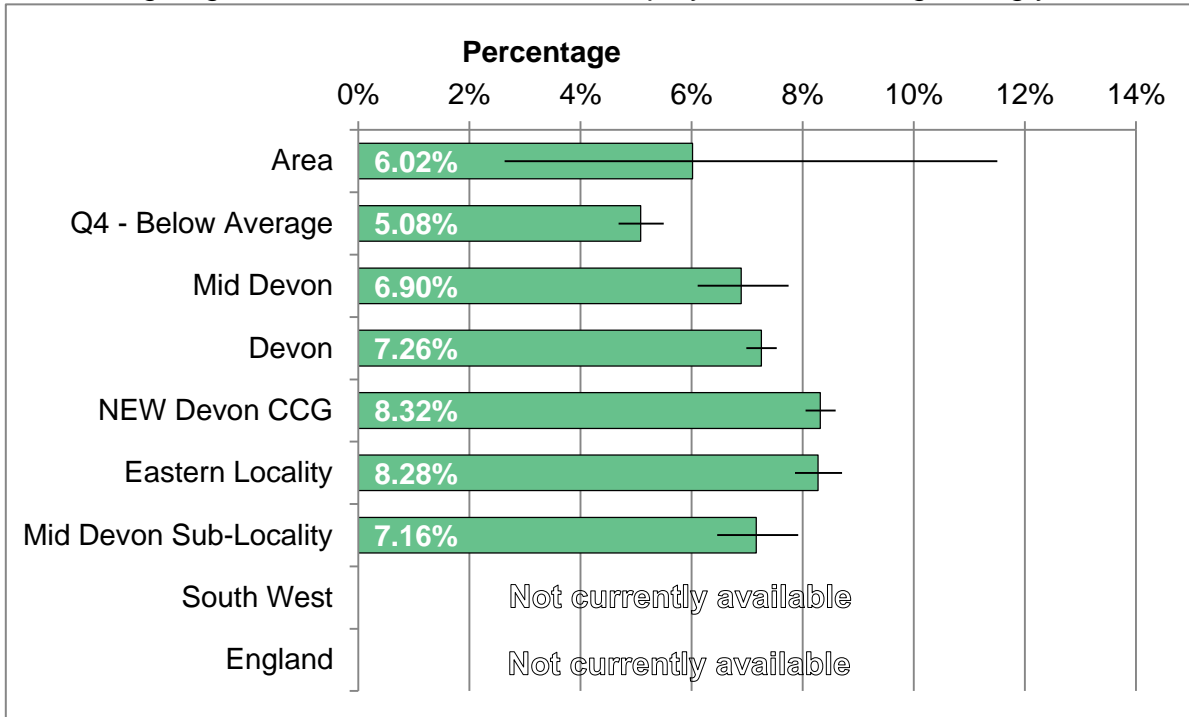 Percentage
0% 2% 4% 6% 8% 10% 12% 14%
Area 6.02%
Q4 - Below Average 5.08%
Mid Devon 6.90%
Devon 7.26%
NEW Devon CCG 8.32%
Eastern Locality 8.28%
Mid Devon Sub-Locality 7.16%
South West Not currently available
England Not currently available